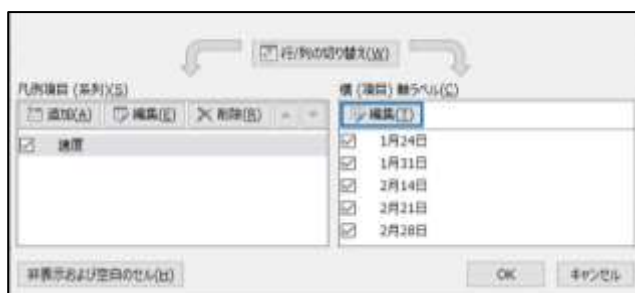 行/列の切り替え(W)
凡例項目 (系列)(S)
横 (項目) 軸ラベル(C)
追加(A) 編集(E) 削除(R)
編集(T)
速度
1月24日
1月31日
2月14日
2月21日
2月28日
非表示および空白のセル(H)
OK
キャンセル